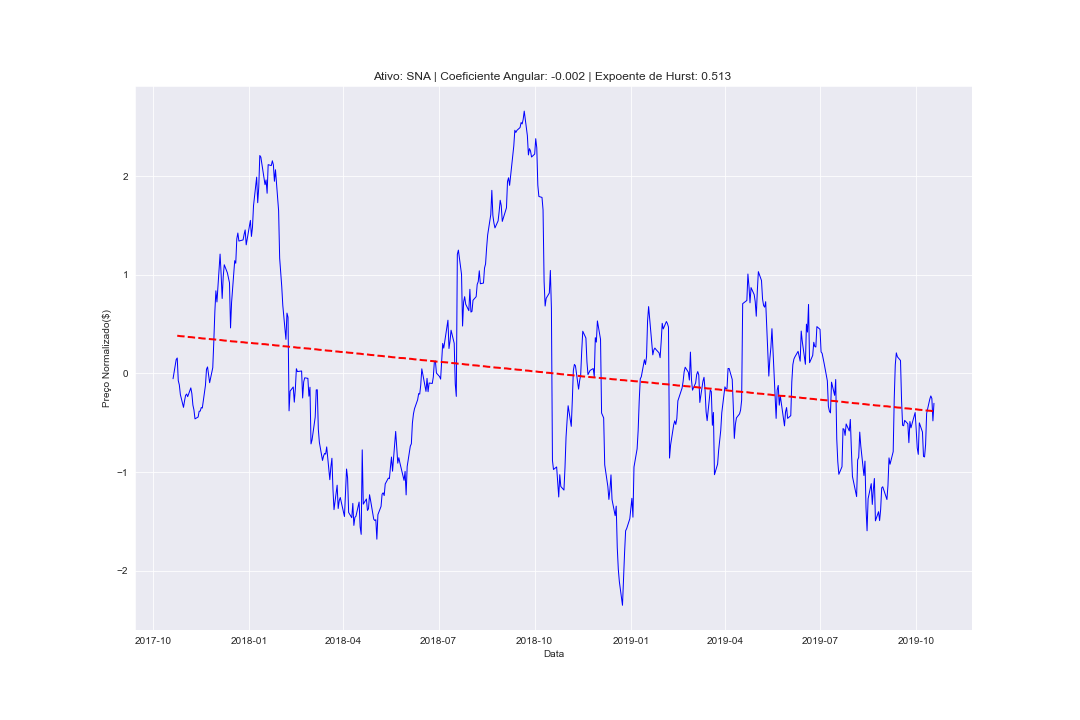 Ativo: SNA | Coeficiente Angular: -0.002 | Expoente de Hurst: 0.513
Preço Normalizado($)
2
1
0
−1
−2
2017-10 2018-01 2018-04 2018-07 2018-10 2019-01 2019-04 2019-07 2019-10
Data